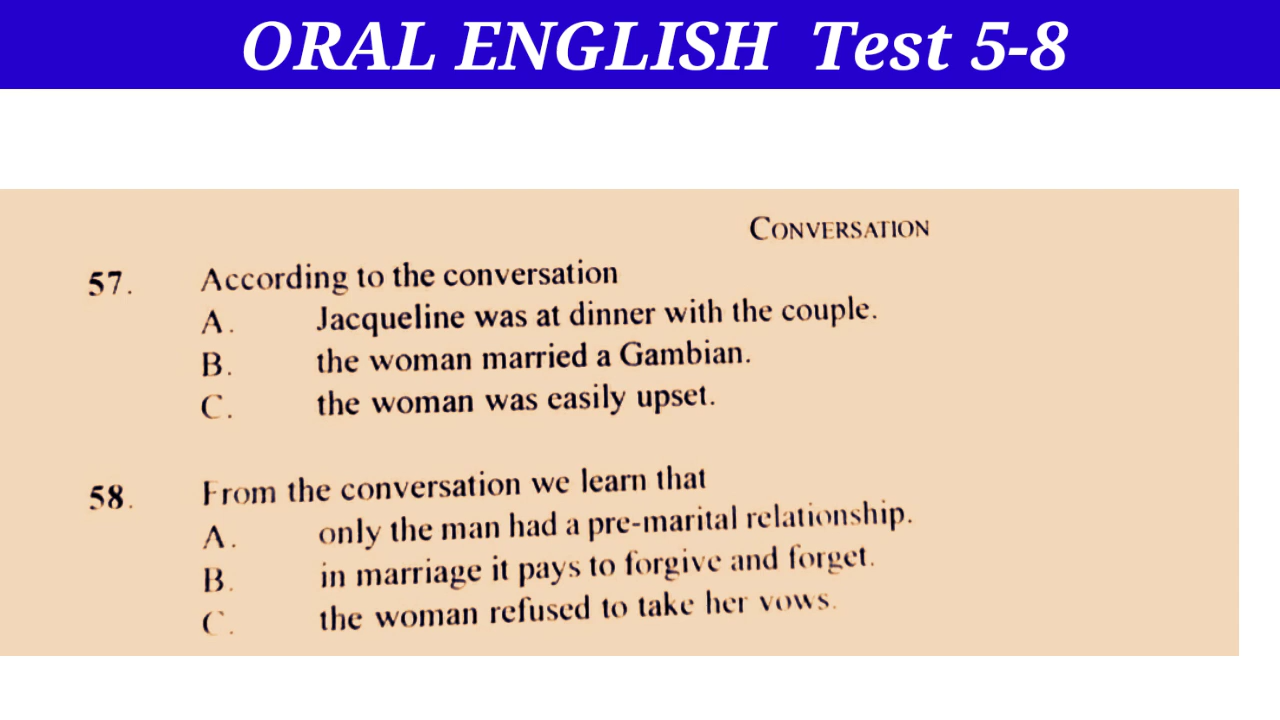 ORAL ENGLISH Test 5-8
CONVERSATION
57. According to the conversation
A. Jacqueline was at dinner with the couple.
B. the woman married a Gambian.
C. the woman was easily upset.
58. From the conversation we learn that
A. only the man had a pre-marital relationship.
B. in marriage it pays to forgive and forget.
C. the woman refused to take her vows.